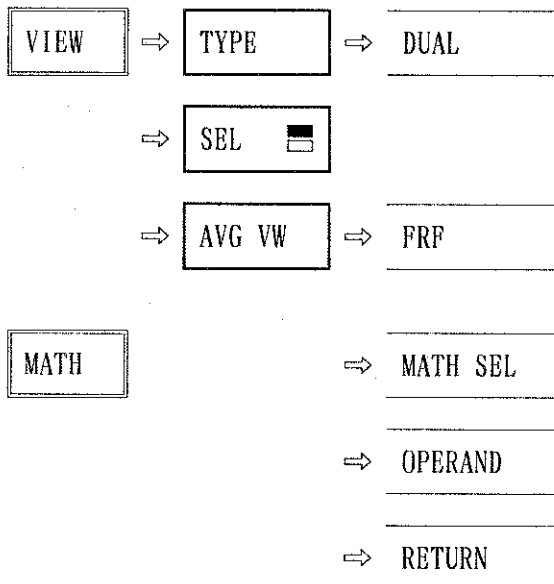 VIEW ⇨ TYPE ⇨ DUAL
⇨ SEL
⇨ AVG VW ⇨ FRF
MATH ⇨ MATH SEL
⇨ OPERAND
⇨ RETURN